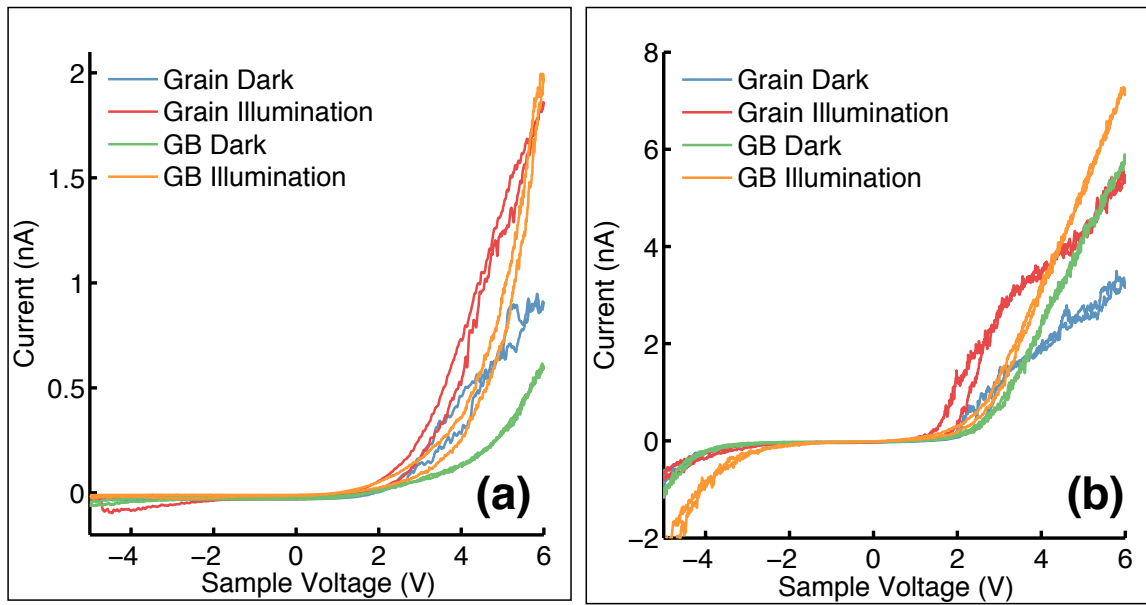 Grain Dark
Grain Illumination
GB Dark
GB Illumination
2
1.5
1
0.5
0
Current (nA)
−4 −2 0 2 4 6
Sample Voltage (V)
(a)
Grain Dark
Grain Illumination
GB Dark
GB Illumination
8
6
4
2
0
−2
Current (nA)
−4 −2 0 2 4 6
Sample Voltage (V)
(b)